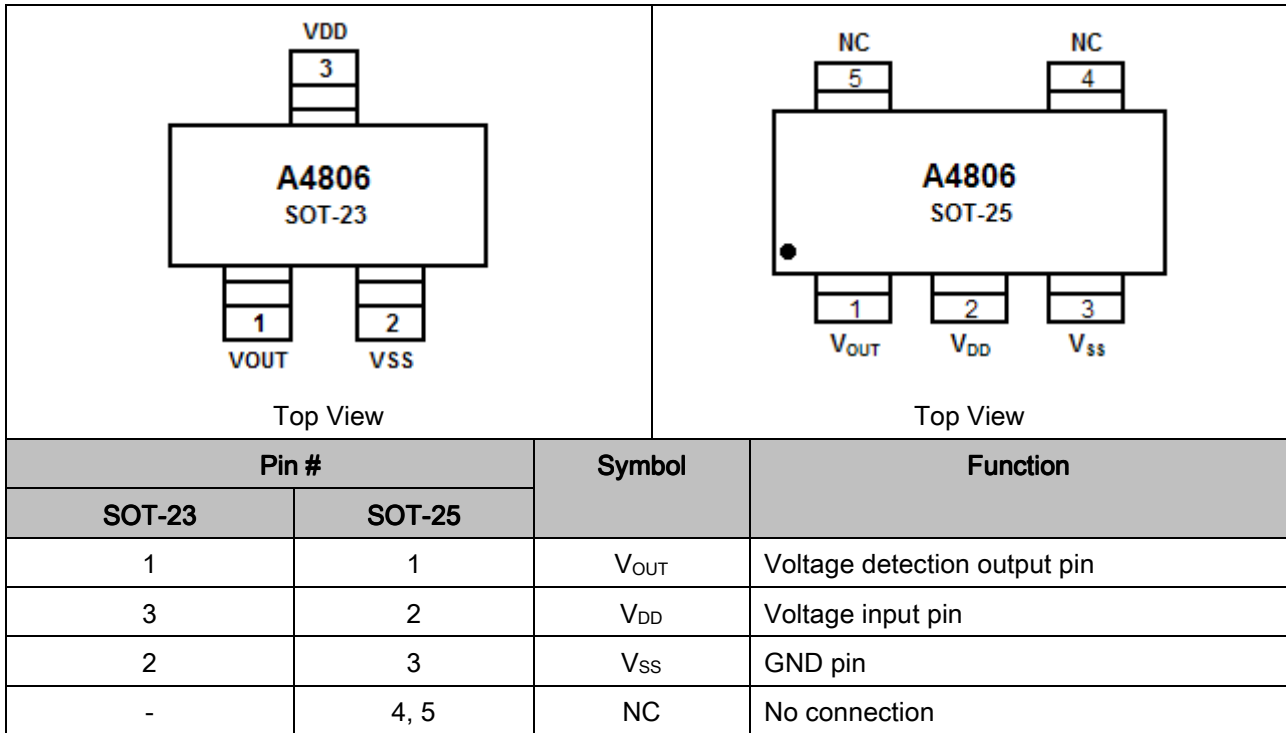 VDD
3
A4806
SOT-23
1 2
VOUT VSS
Top View
NC NC
5 4
A4806
SOT-25
1 2 3
VOUT VDD VSS
Top View
Pin # Symbol Function
SOT-23 SOT-25
1 1 VOUT Voltage detection output pin
3 2 VDD Voltage input pin
2 3 VSS GND pin
- 4, 5 NC No connection